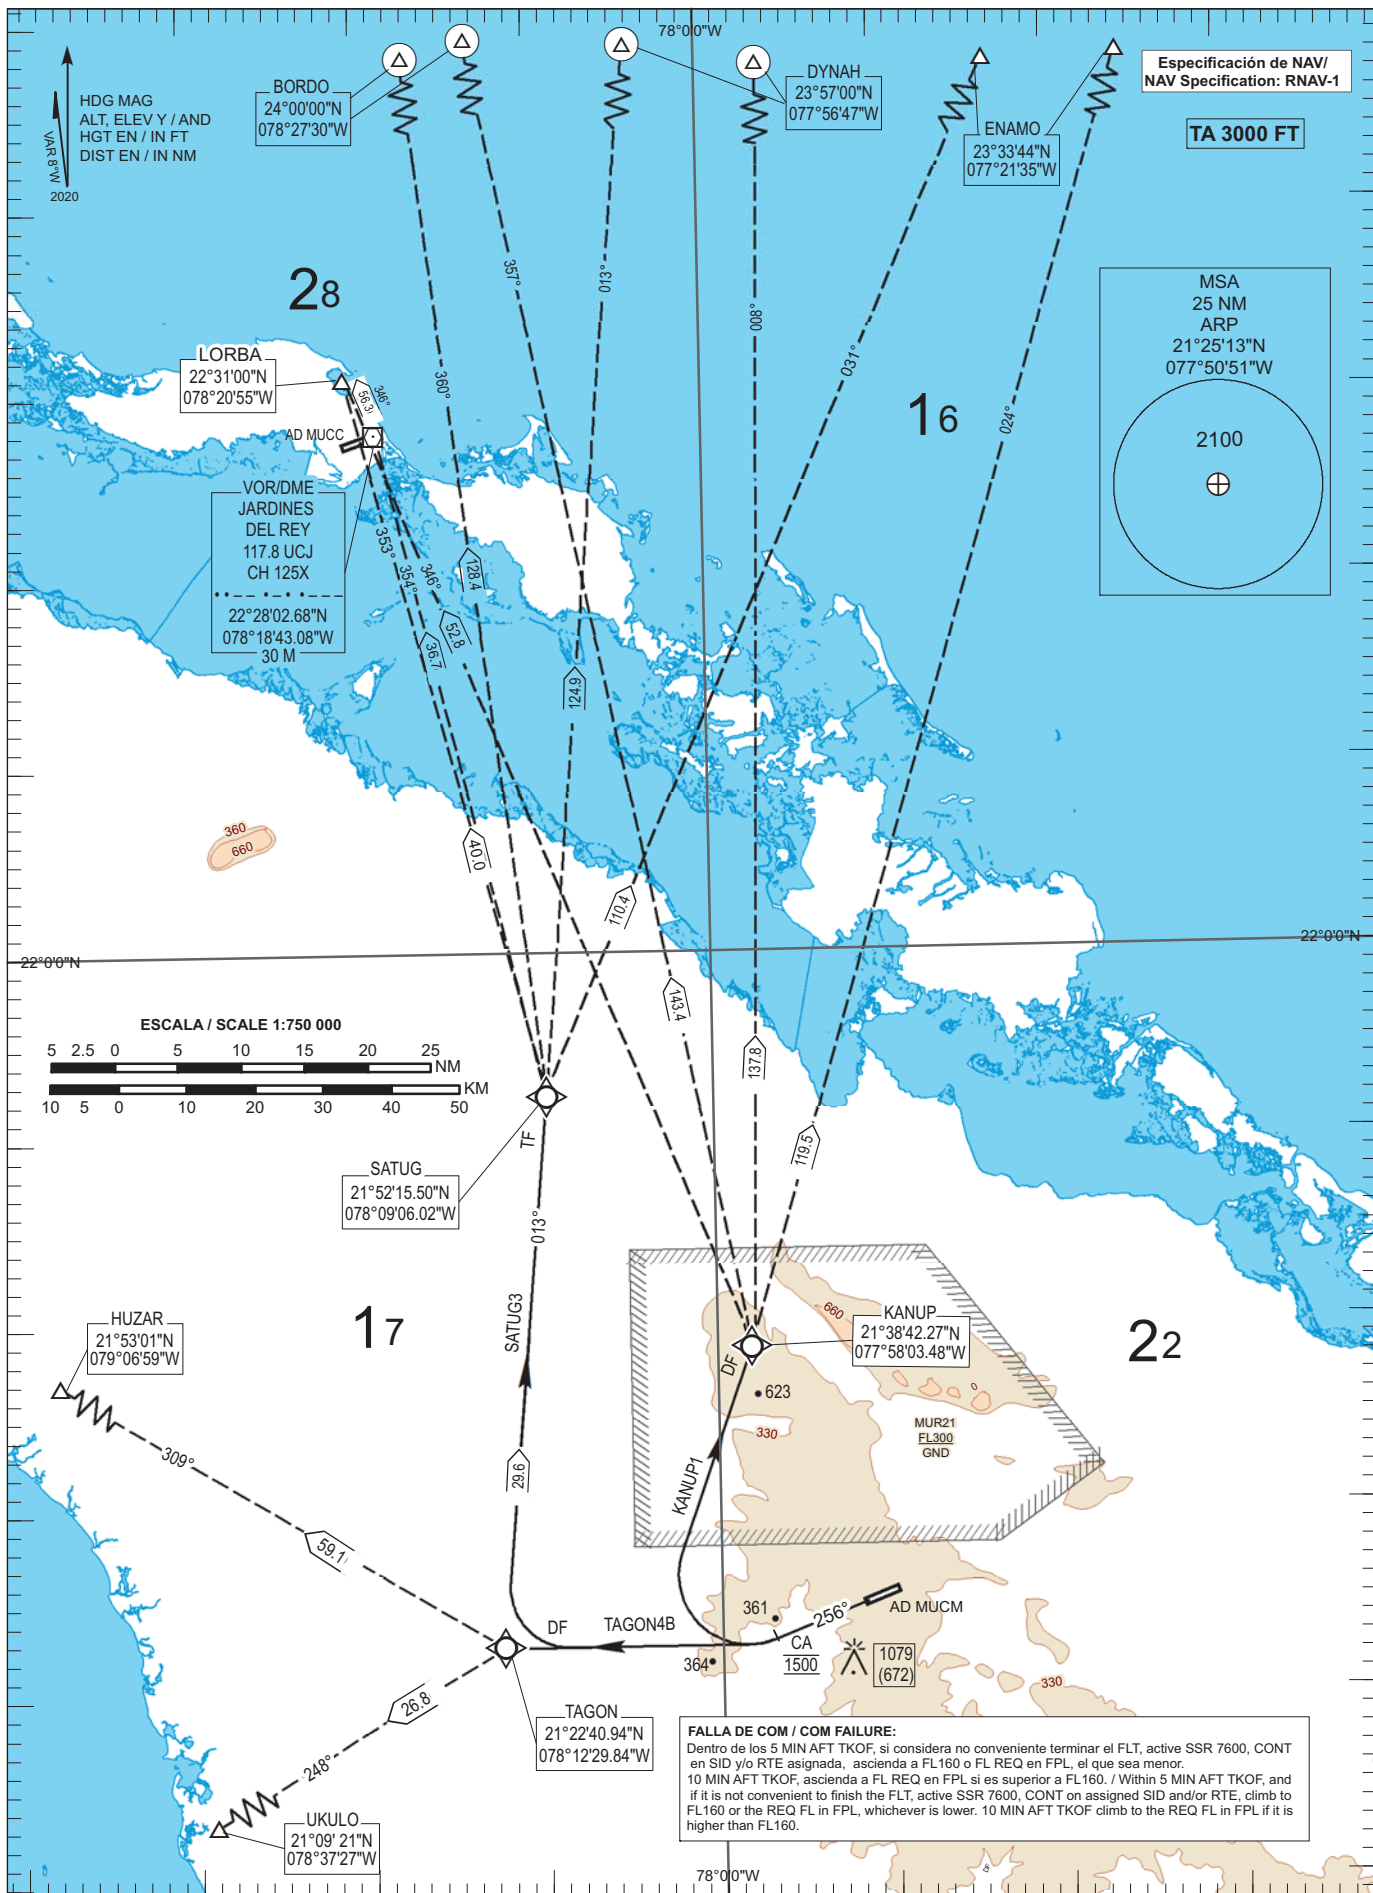 78°0'0"W
Especificación de NAV/
NAV Specification: RNAV-1
TA 3000 FT
HDG MAG
ALT, ELEV Y / AND
HGT EN / IN FT
DIST EN / IN NM
VAR 8°W
2020
BORDO
24°00'00"N
078°27'30"W
DYNAH
23°57'00"N
077°56'47"W
ENAMO
23°33'44"N
077°21'35"W
MSA
25 NM
ARP
21°25'13"N
077°50'51"W
2100
28
16
357°
013°
008°
031°
024°
360°
LORBA
22°31'00"N
078°20'55"W
56.3
346°
AD MUCC
VOR/DME
JARDINES
DEL REY
117.8 UCJ
CH 125X
22°28'02.68"N
078°18'43.08"W
30 M
353°
354°
346°
128.4
52.8
36.7
124.9
40.0
110.4
143.4
137.8
119.5
360
660
22°0'0"N
22°0'0"N
ESCALA / SCALE 1:750 000
5 2.5 0 5 10 15 20 25
NM
KM
10 5 0 10 20 30 40 50
TF
SATUG
21°52'15.50"N
078°09'06.02"W
013°
SATUG3
29.6
17
22
HUZAR
21°53'01"N
079°06'59"W
309°
59.1
KANUP
21°38'42.27"N
077°58'03.48"W
DF
660
623
330
0
MUR21
FL300
GND
KANUP1
361
256°
AD MUCM
CA
1500
1079
(672)
364
330
DF
TAGON4B
TAGON
21°22'40.94"N
078°12'29.84"W
26.8
248°
UKULO
21°09' 21"N
078°37'27"W
FALLA DE COM / COM FAILURE:
Dentro de los 5 MIN AFT TKOF, si considera no conveniente terminar el FLT, active SSR 7600, CONT
en SID y/o RTE asignada, ascienda a FL160 o FL REQ en FPL, el que sea menor.
10 MIN AFT TKOF, ascienda a FL REQ en FPL si es superior a FL160. / Within 5 MIN AFT TKOF, and
if it is not convenient to finish the FLT, active SSR 7600, CONT on assigned SID and/or RTE, climb to
FL160 or the REQ FL in FPL, whichever is lower. 10 MIN AFT TKOF climb to the REQ FL in FPL if it is
higher than FL160.
DF
78°0'0"W